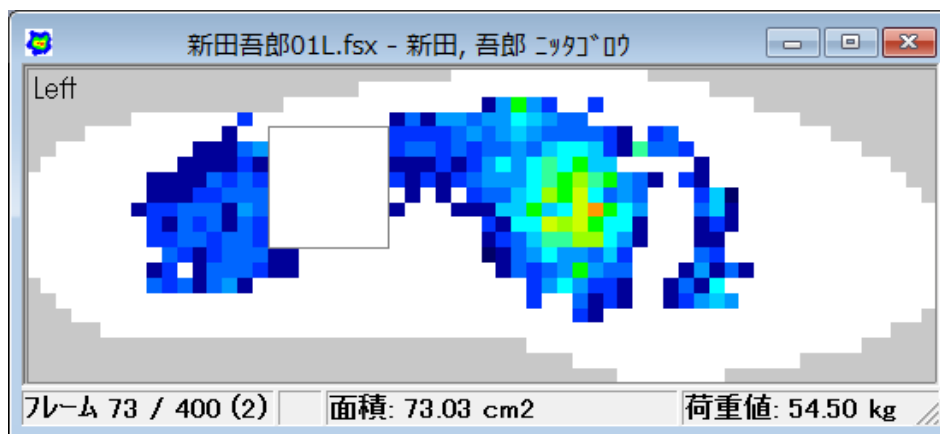 新田吾郎01L.fsx - 新田, 吾郎 ﾆｯﾀｺﾞﾛｳ
Left
フレーム 73 / 400 (2) 面積: 73.03 cm2 荷重値: 54.50 kg